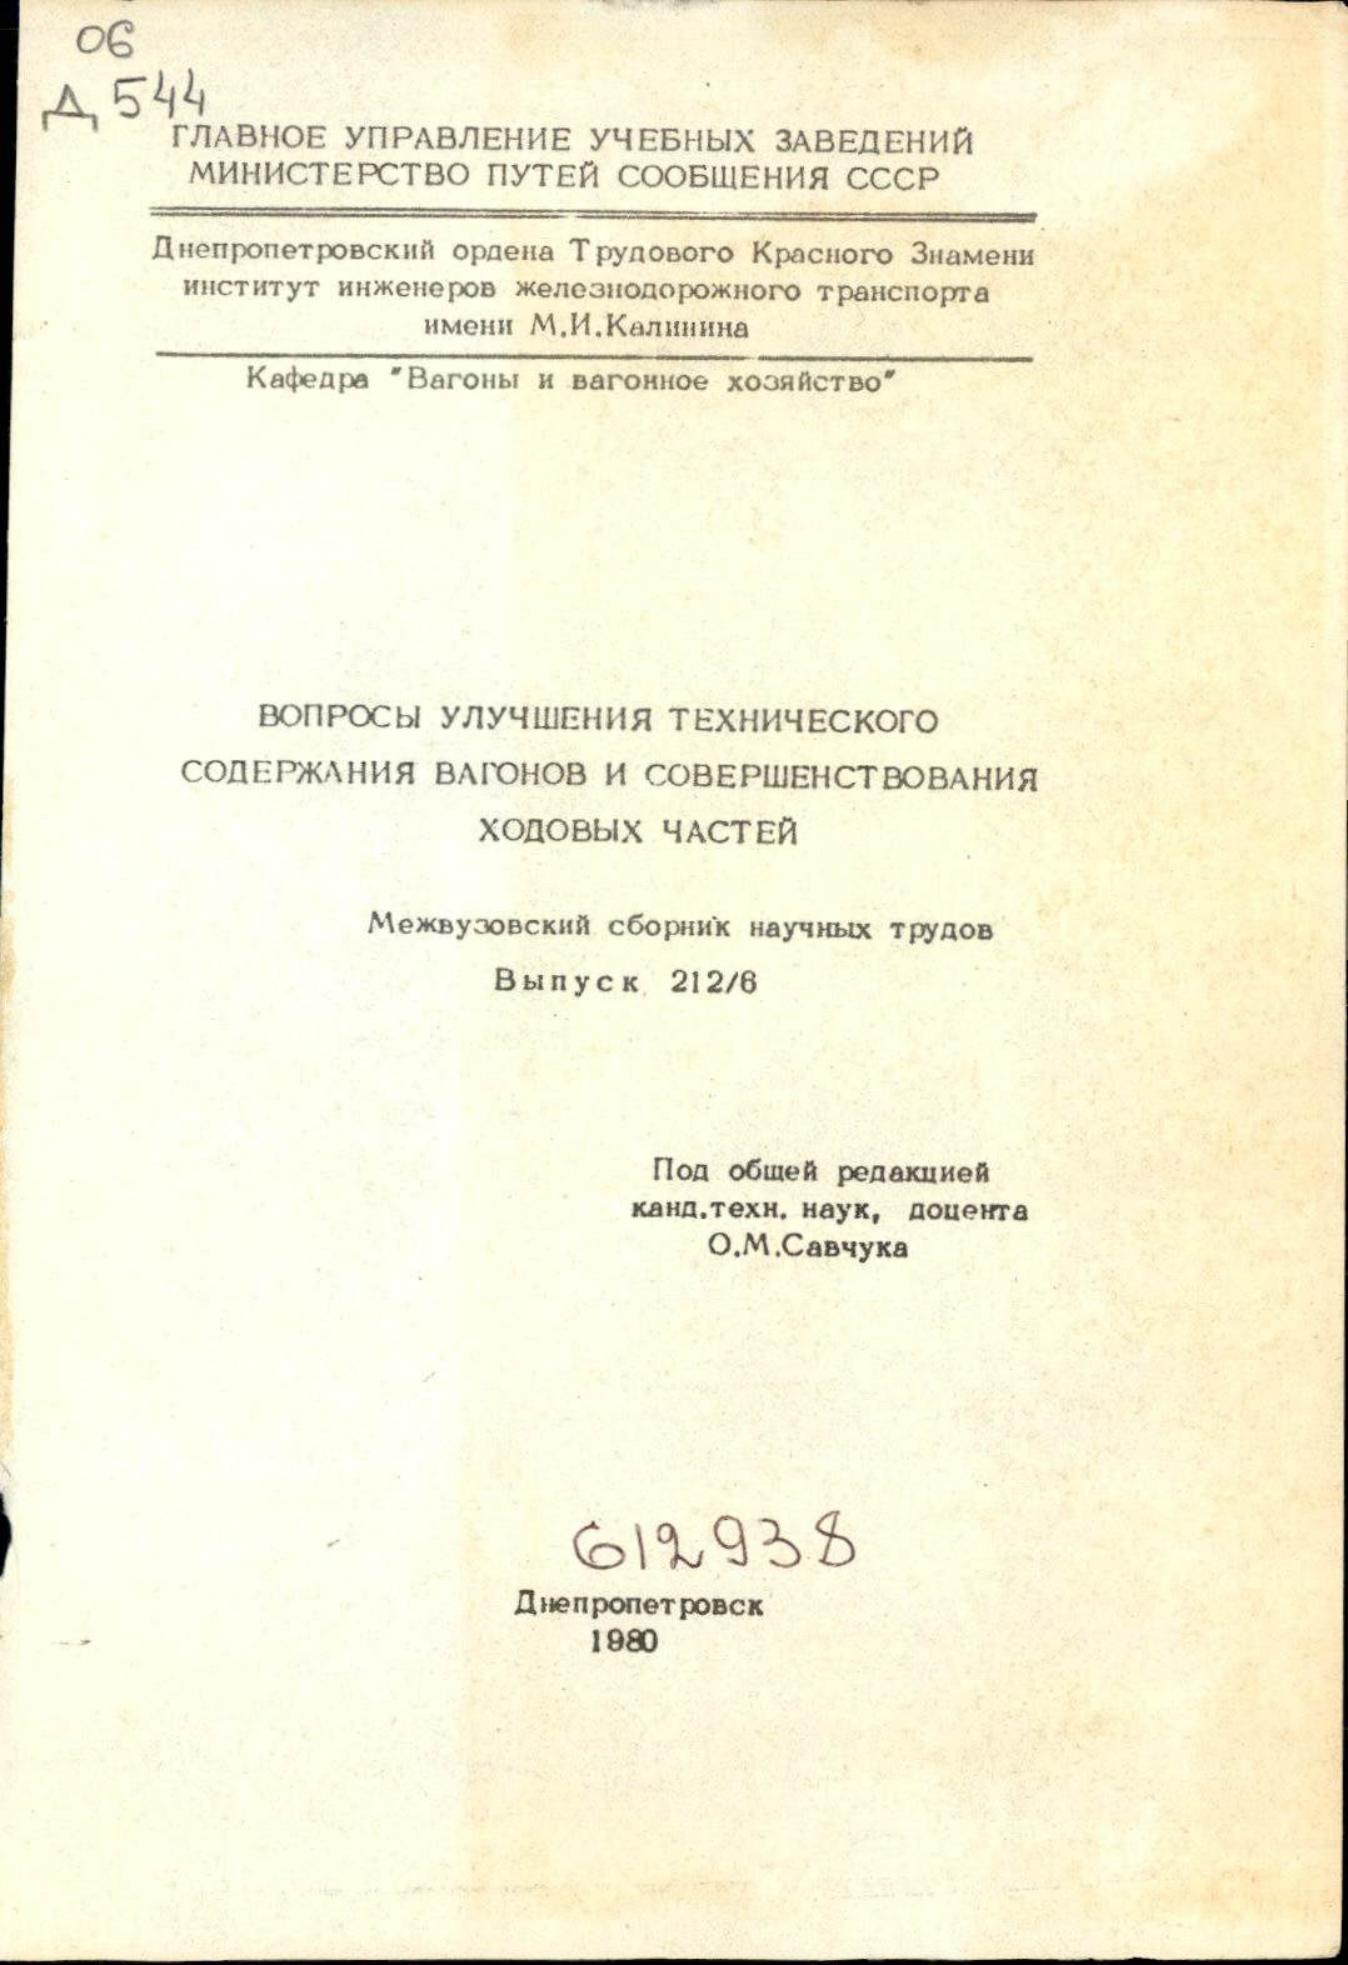 06
Д 544
ГЛАВНОЕ УПРАВЛЕНИЕ УЧЕБНЫХ ЗАВЕДЕНИЙ
МИНИСТЕРСТВО ПУТЕЙ СООБЩЕНИЯ СССР
Днепропетровский ордена Трудового Красного Знамени
институт инженеров железнодорожного транспорта
имени М.И.Калинина
Кафедра "Вагоны и вагонное хозяйство"
ВОПРОСЫ УЛУЧШЕНИЯ ТЕХНИЧЕСКОГО
СОДЕРЖАНИЯ ВАГОНОВ И СОВЕРШЕНСТВОВАНИЯ
ХОДОВЫХ ЧАСТЕЙ
Межвузовский сборник научных трудов
Выпуск 212/6
Под общей редакцией
канд.техн. наук, доцента
О.М.Савчука
612938
Днепропетровск
1980